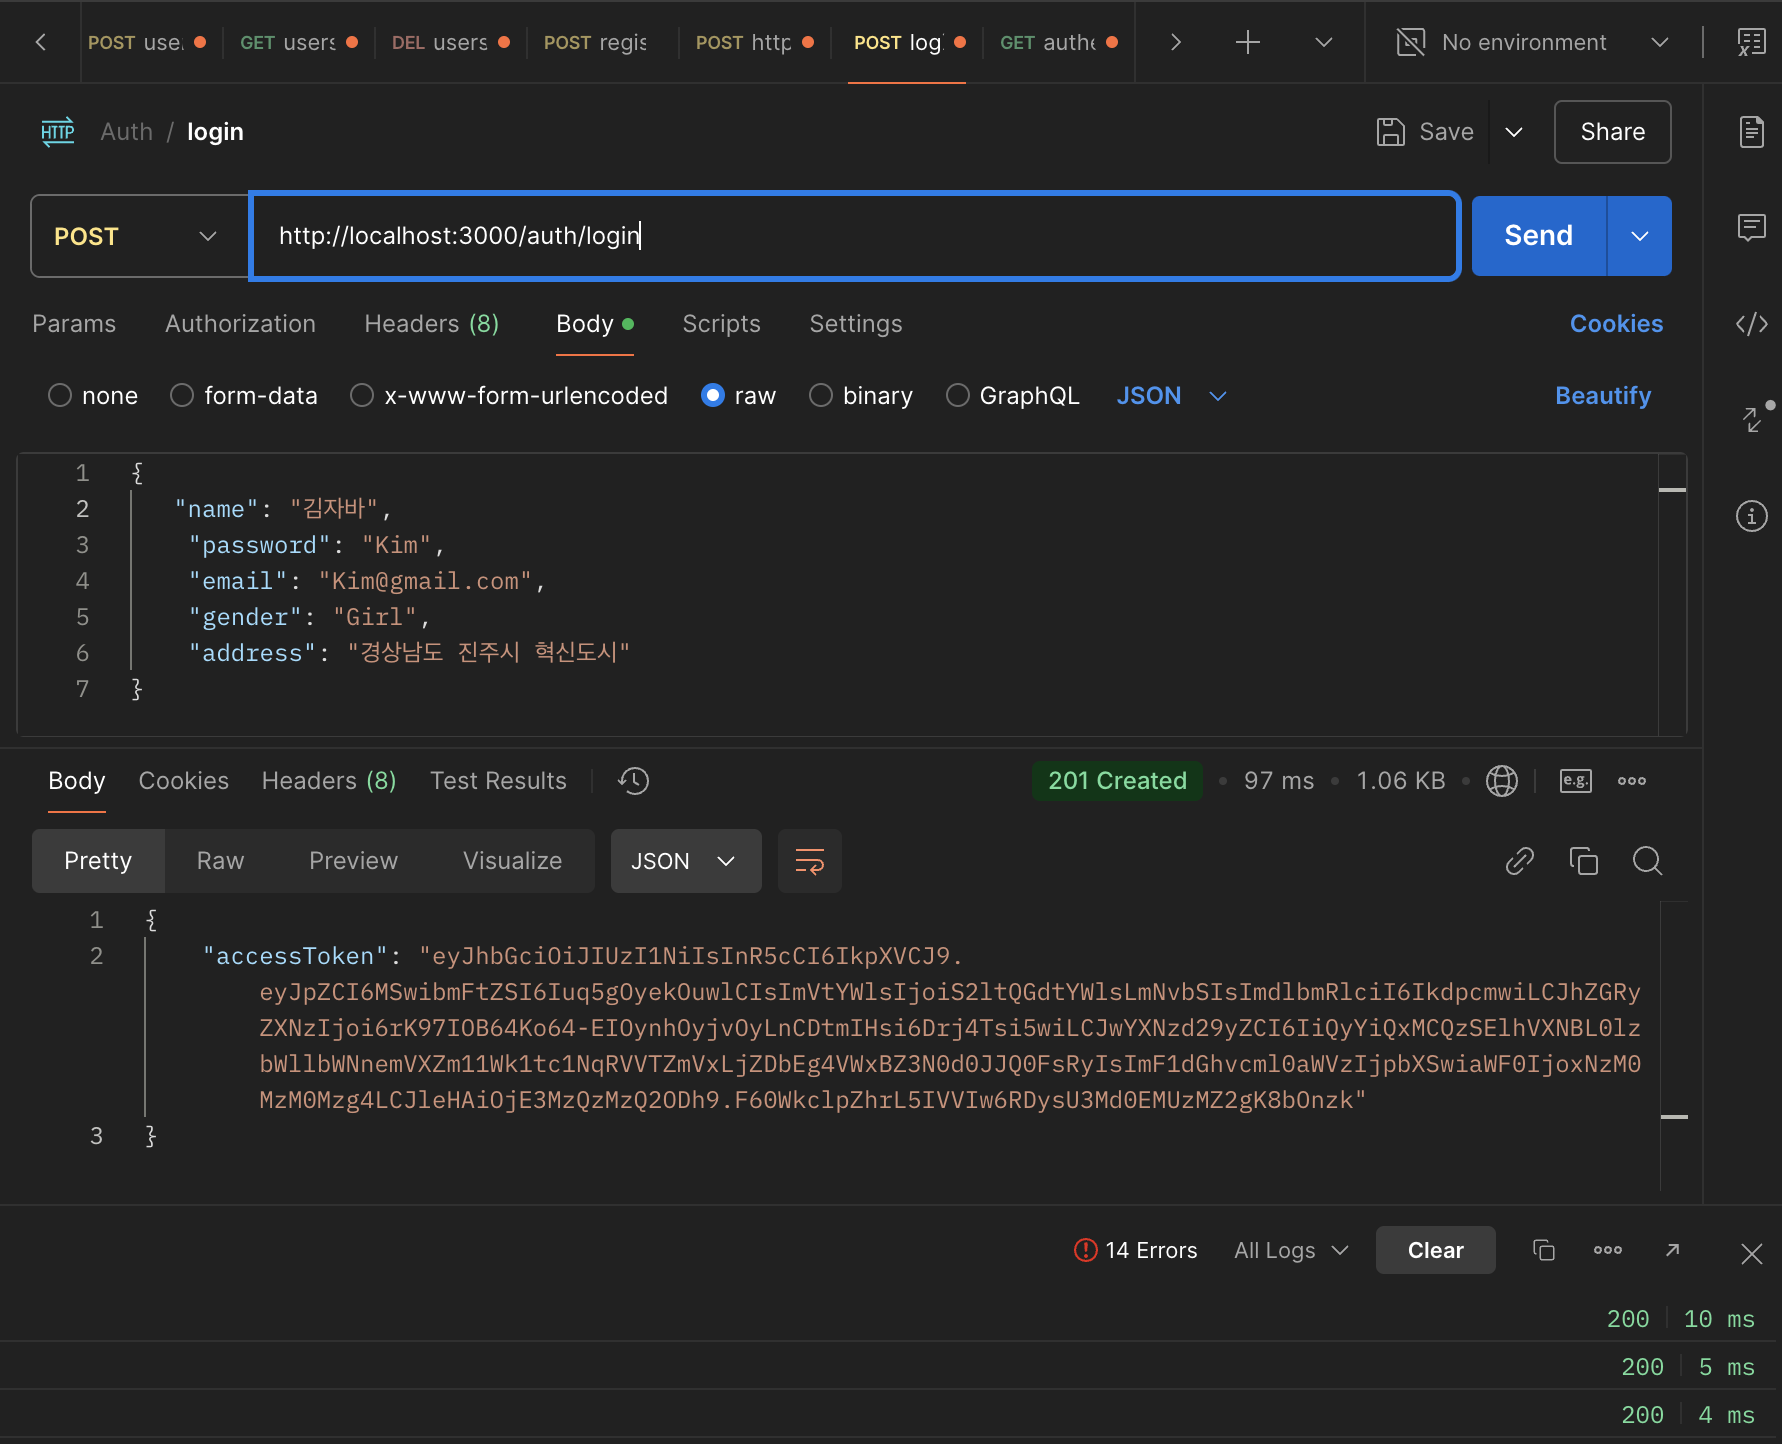 POST use
GET users
DEL users
POST regis
POST http
POST log
GET authe
No environment
HTTP
Auth / login
Save
Share
POST
http://localhost:3000/auth/login
Send
Params
Authorization
Headers (8)
Body
Scripts
Settings
Cookies
none
form-data
x-www-form-urlencoded
raw
binary
GraphQL
JSON
Beautify
1 {
2 "name": "김자바",
3 "password": "Kim",
4 "email": "Kim@gmail.com",
5 "gender": "Girl",
6 "address": "경상남도 진주시 혁신도시"
7 }
Body
Cookies
Headers (8)
Test Results
201 Created
97 ms
1.06 KB
e.g.
Pretty
Raw
Preview
Visualize
JSON
1 {
2 "accessToken": "eyJhbGciOiJIUzI1NiIsInR5cCI6IkpXVCJ9.
eyJpZCI6MSwibmFtZSI6Iuq5gOyekOuwlCIsImVtYWlsIjoiS2ltQGdtYWlsLmNvbSIsImdlbmRlciI6IkdpcmwiLCJhZGRy
ZXNzIjoi6rK97IOB64Ko64-EIOynhOyjvOyLnCDtmIHsi6Drj4Tsi5wiLCJwYXNzd29yZCI6IiQyYiQxMCQzSElhVXNBL0lz
bWllbWNnemVXZm11Wk1tc1NqRVVTZmVxLjZDbEg4VWxBZ3N0d0JJQ0FsRyIsImF1dGhvcml0aWVzIjpbXSwiaWF0IjoxNzM0
MzM0Mzg4LCJleHAiOjE3MzQzMzQ2ODh9.F60WkclpZhrL5IVVIw6RDysU3Md0EMUzMZ2gK8bOnzk"
3 }
14 Errors
All Logs
Clear
200 10 ms
200 5 ms
200 4 ms